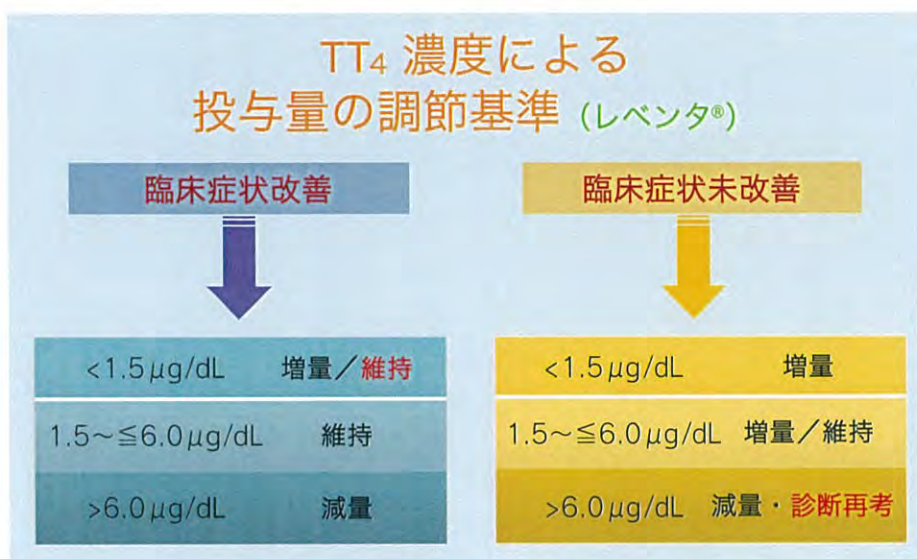 TT₄ 濃度による
投与量の調節基準 (レベンタ®)
臨床症状改善
<1.5μg/dL 増量/維持
1.5~≦6.0μg/dL 維持
>6.0μg/dL 減量
臨床症状未改善
<1.5μg/dL 増量
1.5~≦6.0μg/dL 増量/維持
>6.0μg/dL 減量・診断再考